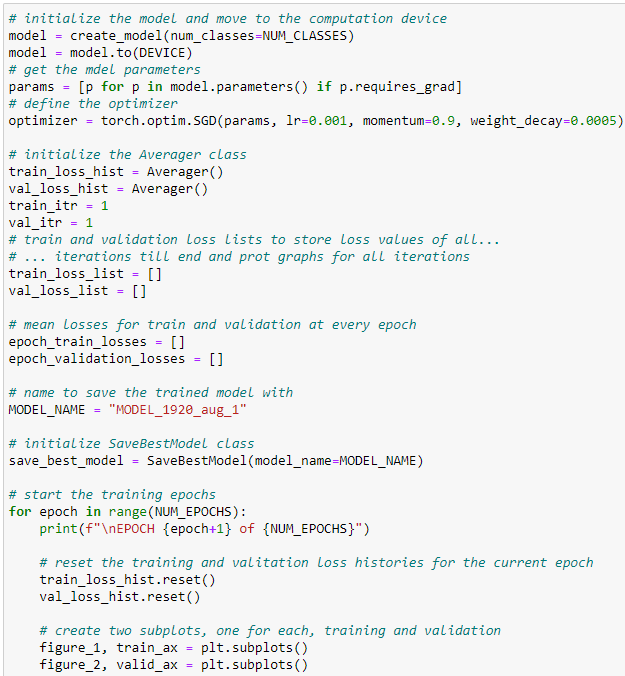 # initialize the model and move to the computation device
model = create_model(num_classes=NUM_CLASSES)
model = model.to(DEVICE)
# get the mdel parameters
params = [p for p in model.parameters() if p.requires_grad]
# define the optimizer
optimizer = torch.optim.SGD(params, lr=0.001, momentum=0.9, weight_decay=0.0005)

# initialize the Averager class
train_loss_hist = Averager()
val_loss_hist = Averager()
train_itr = 1
val_itr = 1
# train and validation loss lists to store loss values of all...
# ... iterations till end and prot graphs for all iterations
train_loss_list = []
val_loss_list = []

# mean losses for train and validation at every epoch
epoch_train_losses = []
epoch_validation_losses = []

# name to save the trained model with
MODEL_NAME = "MODEL_1920_aug_1"

# initialize SaveBestModel class
save_best_model = SaveBestModel(model_name=MODEL_NAME)

# start the training epochs
for epoch in range(NUM_EPOCHS):
    print(f"\nEPOCH {epoch+1} of {NUM_EPOCHS}")

    # reset the training and valitation loss histories for the current epoch
    train_loss_hist.reset()
    val_loss_hist.reset()

    # create two subplots, one for each, training and validation
    figure_1, train_ax = plt.subplots()
    figure_2, valid_ax = plt.subplots()